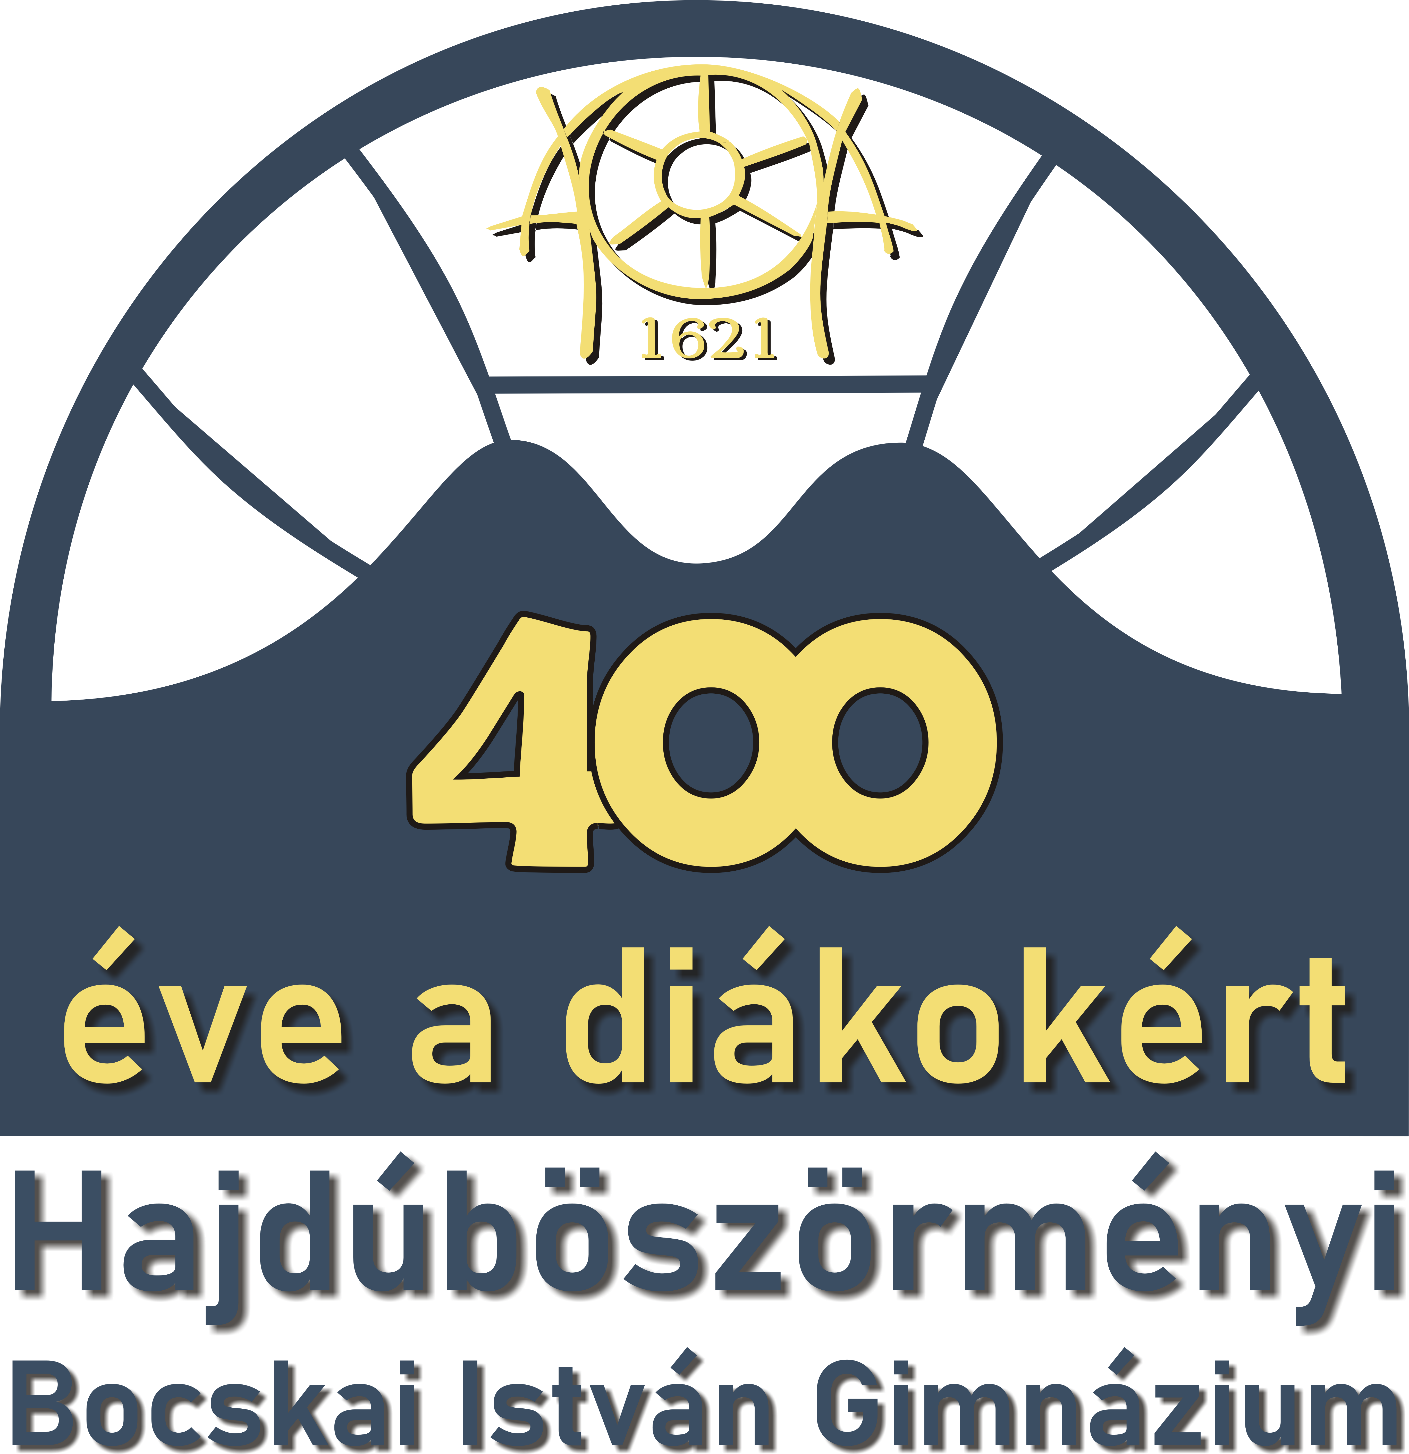 1621
400
éve a diákokért
Hajdúböszörményi
Bocskai István Gimnázium